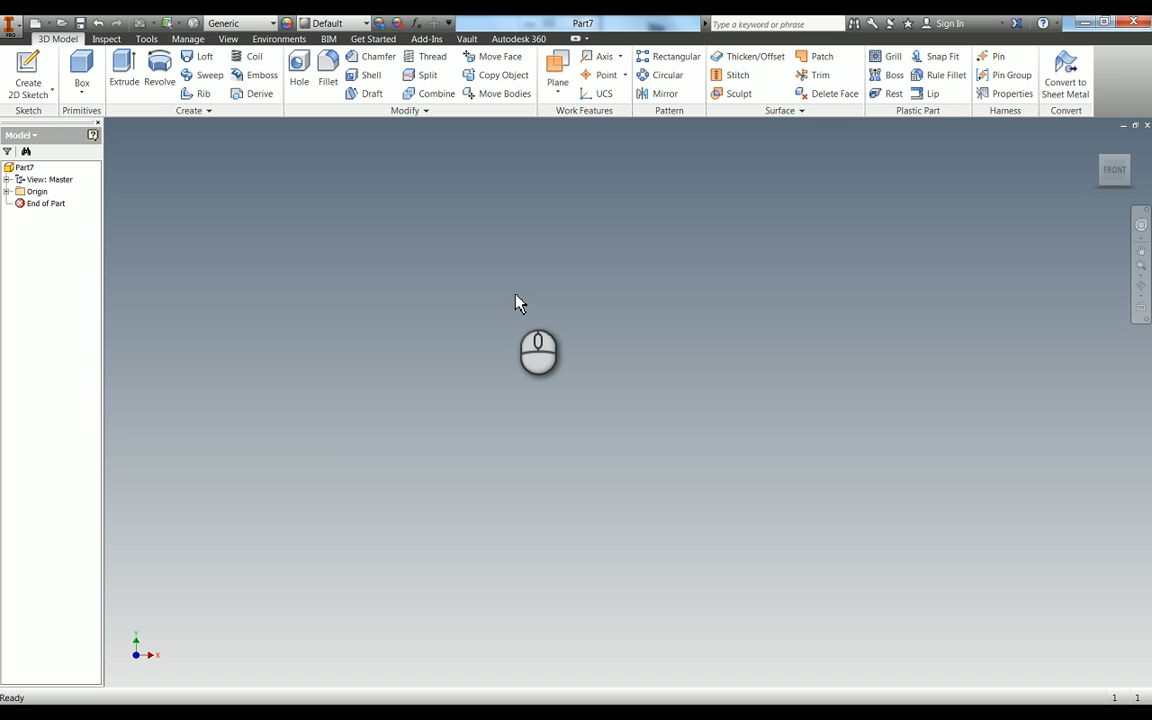 Generic
Default
Part7
Type a keyword or phrase
Sign In
PRO
3D Model Inspect Tools Manage View Environments BIM Get Started Add-Ins Vault Autodesk 360
Create 2D Sketch
Box
Extrude
Revolve
Loft
Coil
Sweep
Emboss
Rib
Derive
Hole
Fillet
Chamfer
Thread
Move Face
Shell
Split
Copy Object
Draft
Combine
Move Bodies
Plane
Axis
Point
UCS
Rectangular
Circular
Mirror
Thicken/Offset
Patch
Stitch
Trim
Sculpt
Delete Face
Grill
Snap Fit
Boss
Rule Fillet
Rest
Lip
Pin
Pin Group
Properties
Convert to Sheet Metal
Sketch Primitives Create Modify Work Features Pattern Surface Plastic Part Harness Convert
Model
Part7
View: Master
Origin
End of Part
FRONT
Y
X
Ready
1 1